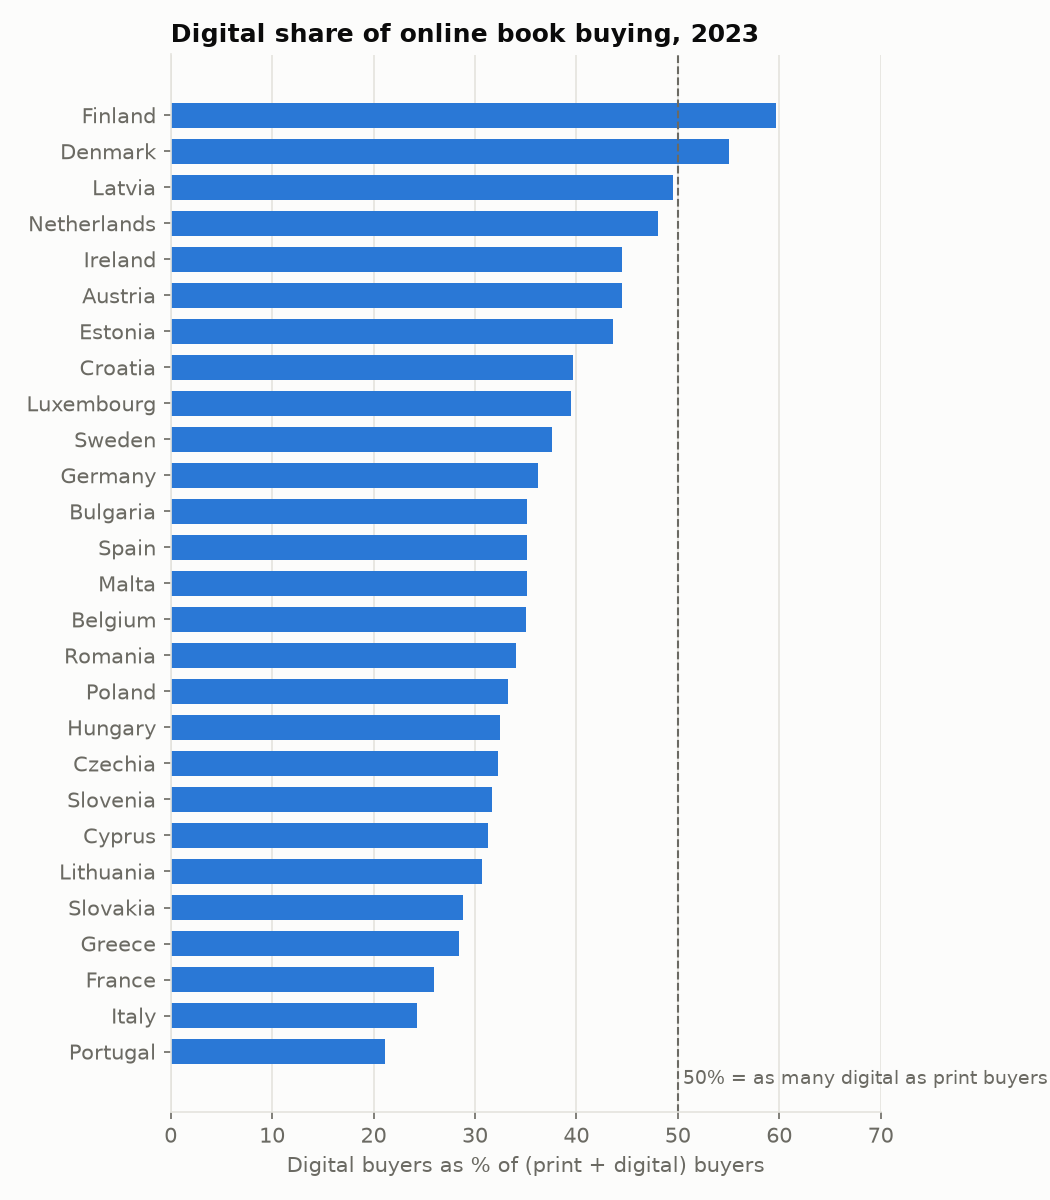 Digital share of online book buying, 2023
Finland
Denmark
Latvia
Netherlands
Ireland
Austria
Estonia
Croatia
Luxembourg
Sweden
Germany
Bulgaria
Spain
Malta
Belgium
Romania
Poland
Hungary
Czechia
Slovenia
Cyprus
Lithuania
Slovakia
Greece
France
Italy
Portugal
50% = as many digital as print buyers
0 10 20 30 40 50 60 70
Digital buyers as % of (print + digital) buyers